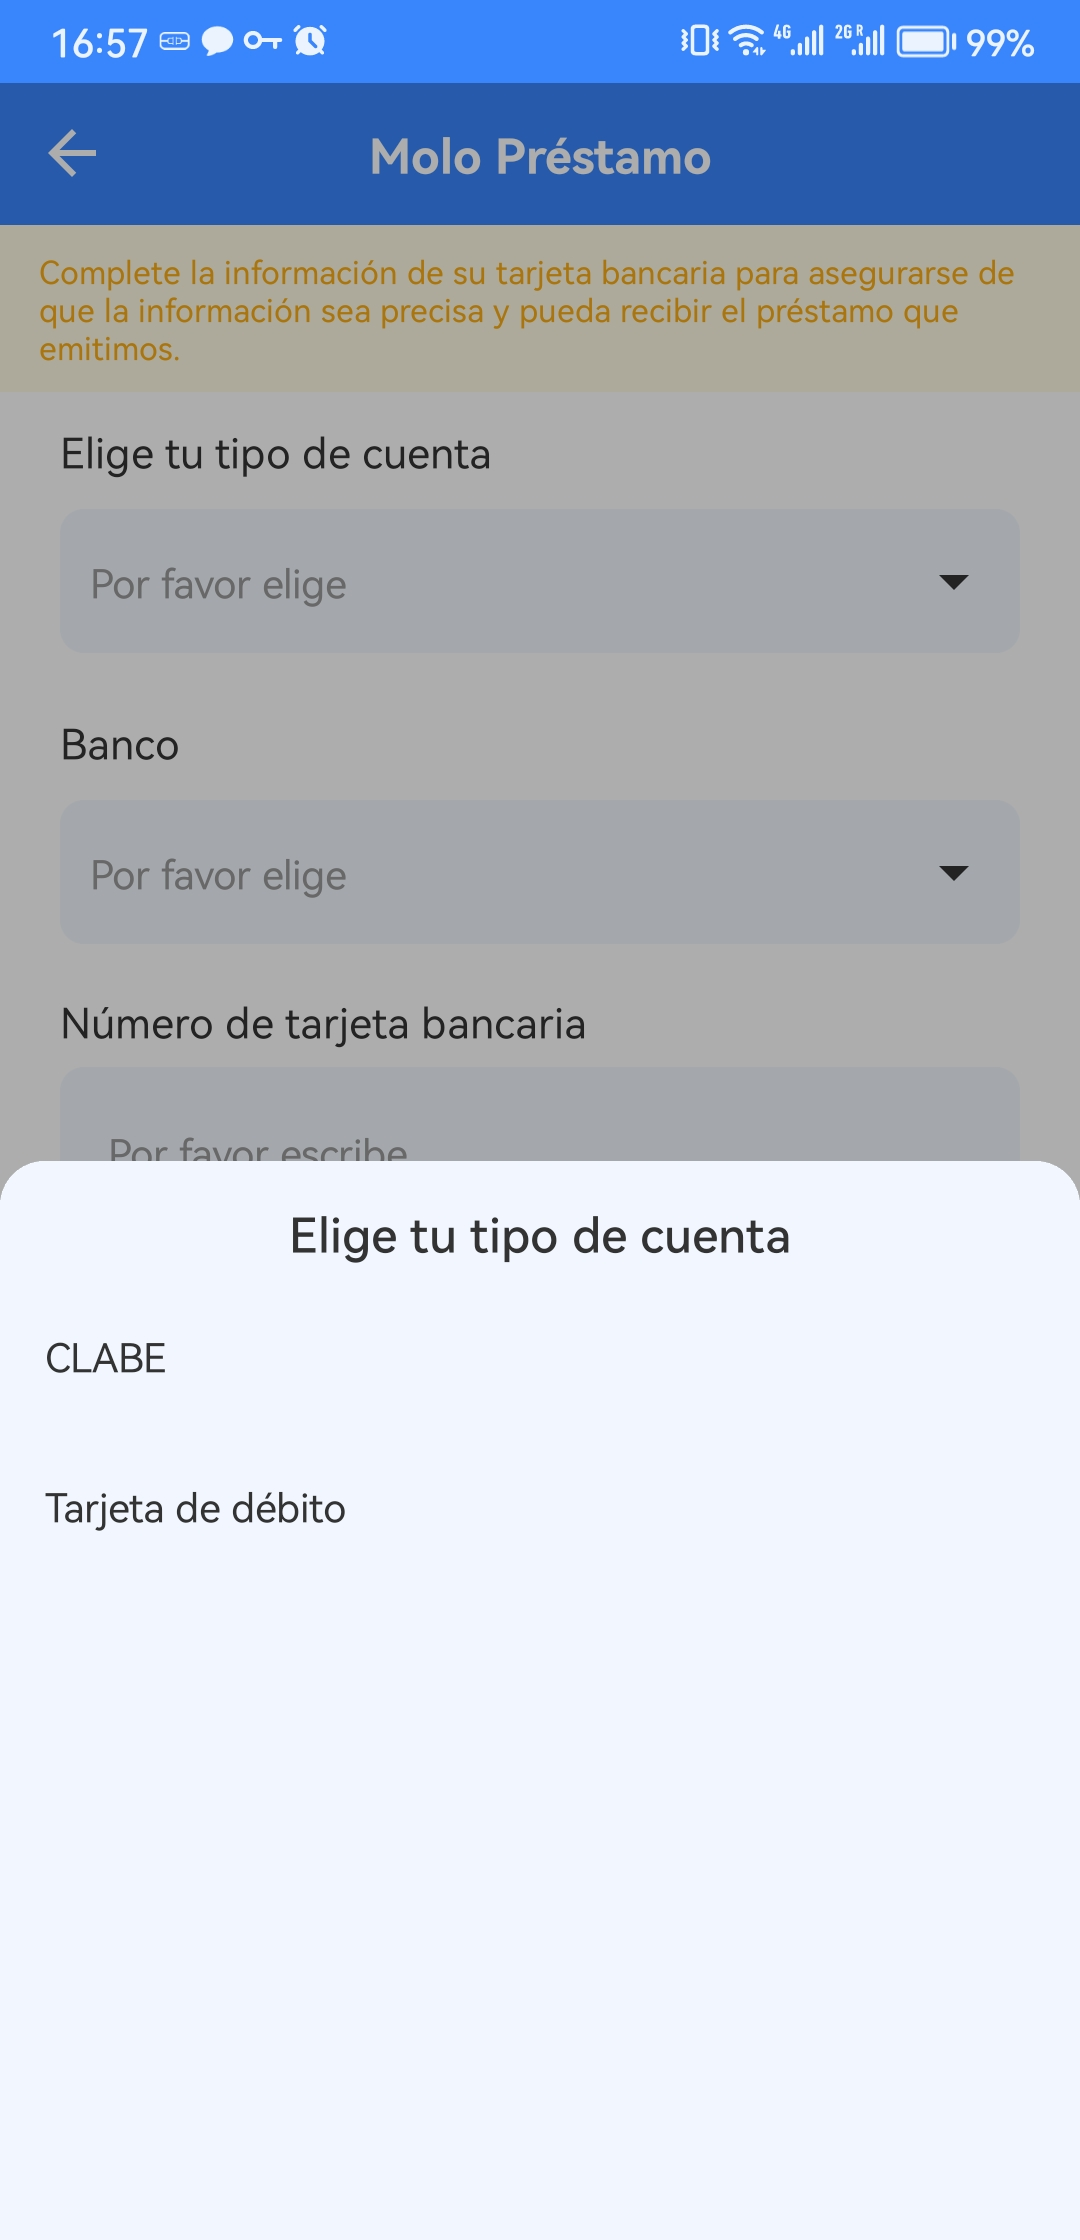 16:57
4G
2G R
99%
Molo Préstamo
Complete la información de su tarjeta bancaria para asegurarse de
que la información sea precisa y pueda recibir el préstamo que
emitimos.
Elige tu tipo de cuenta
Por favor elige
Banco
Por favor elige
Número de tarjeta bancaria
Por favor escribe
Elige tu tipo de cuenta
CLABE
Tarjeta de débito